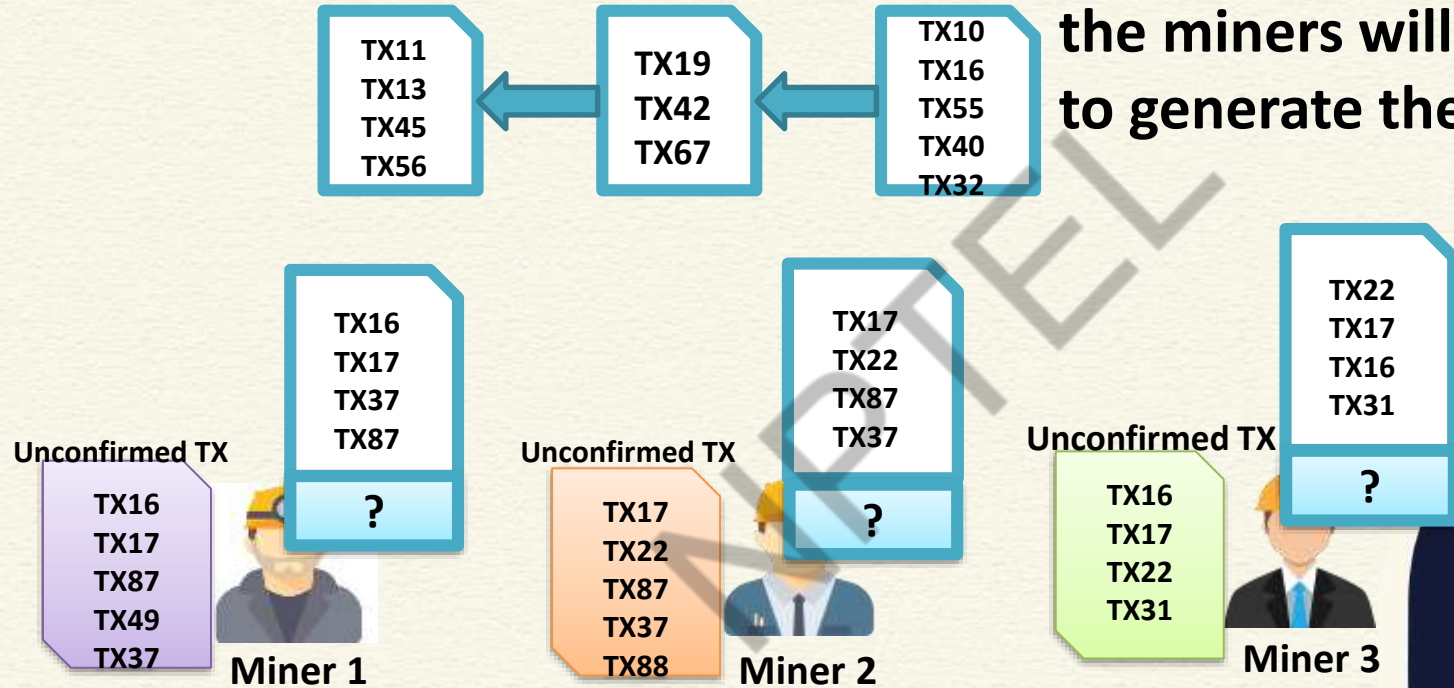 the miners will
to generate the
TX11
TX13
TX45
TX56
TX19
TX42
TX67
TX10
TX16
TX55
TX40
TX32
TX16
TX17
TX37
TX87
?
Unconfirmed TX
TX16
TX17
TX87
TX49
TX37
Miner 1
TX17
TX22
TX87
TX37
?
Unconfirmed TX
TX17
TX22
TX87
TX37
TX88
Miner 2
TX22
TX17
TX16
TX31
?
Unconfirmed TX
TX16
TX17
TX22
TX31
Miner 3
NPTEL